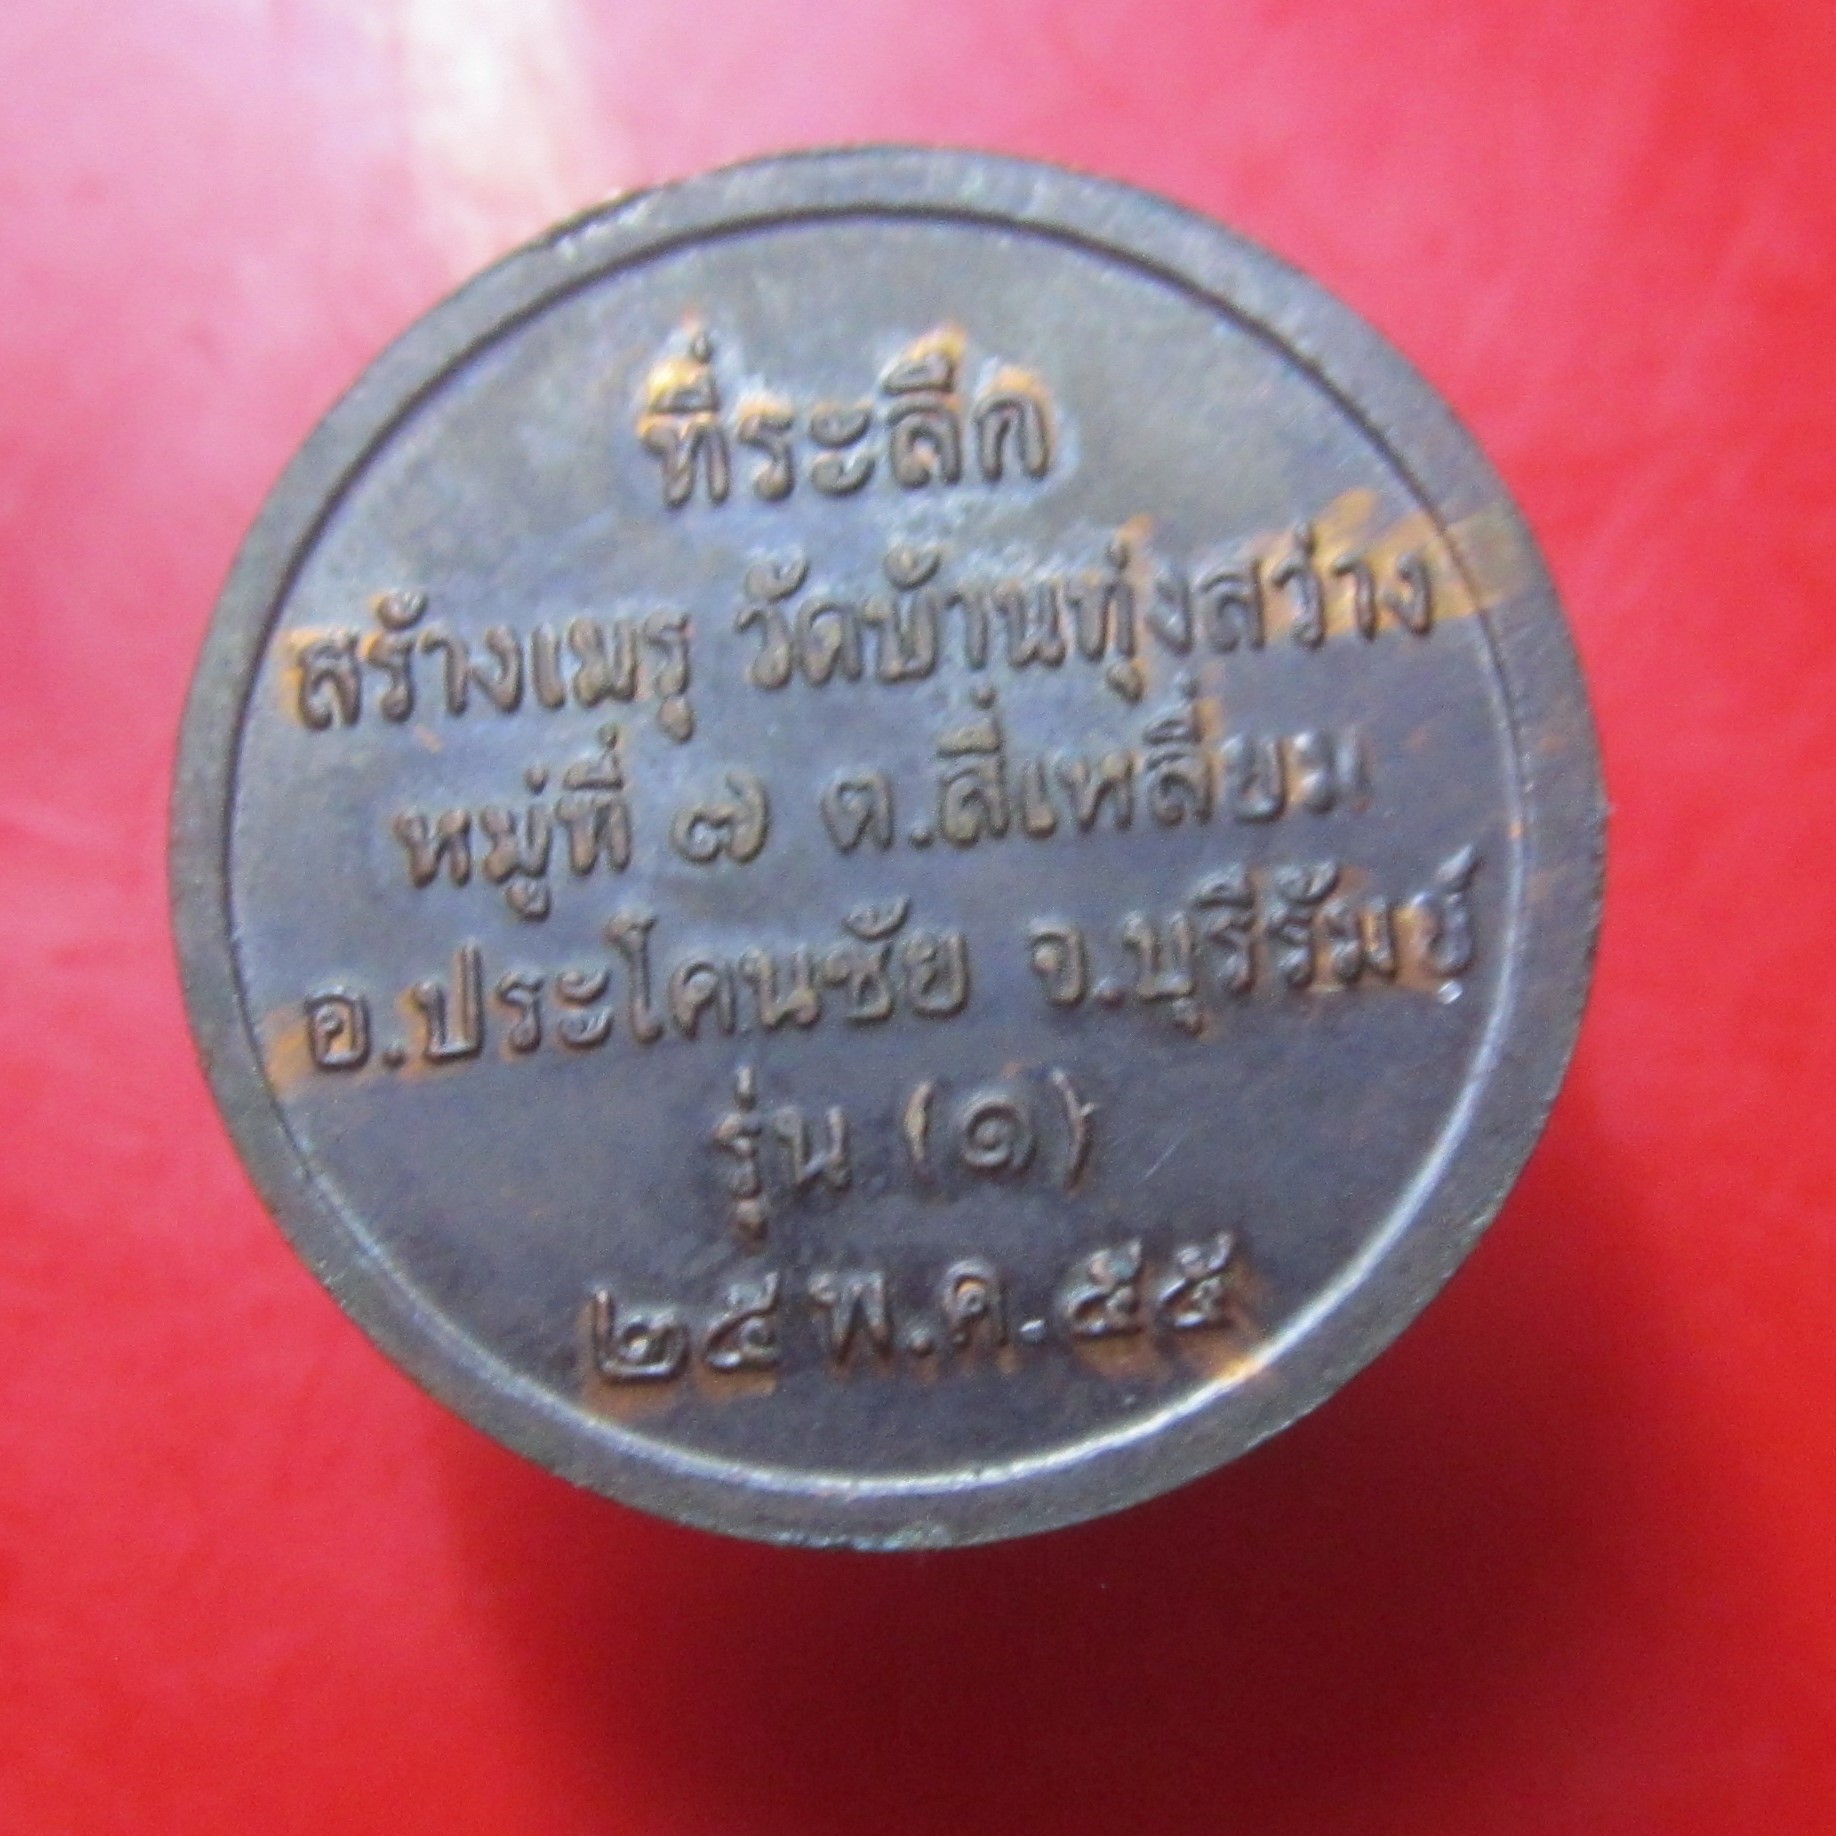 ที่ระลึก
สร้างเมรุ วัดบ้านทุ่งสว่าง
หมู่ที่ ๗ ต.สี่เหลี่ยม
อ.ประโคนชัย จ.บุรีรัมย์
รุ่น (๑)
๒๕ พ.ค.๕๕